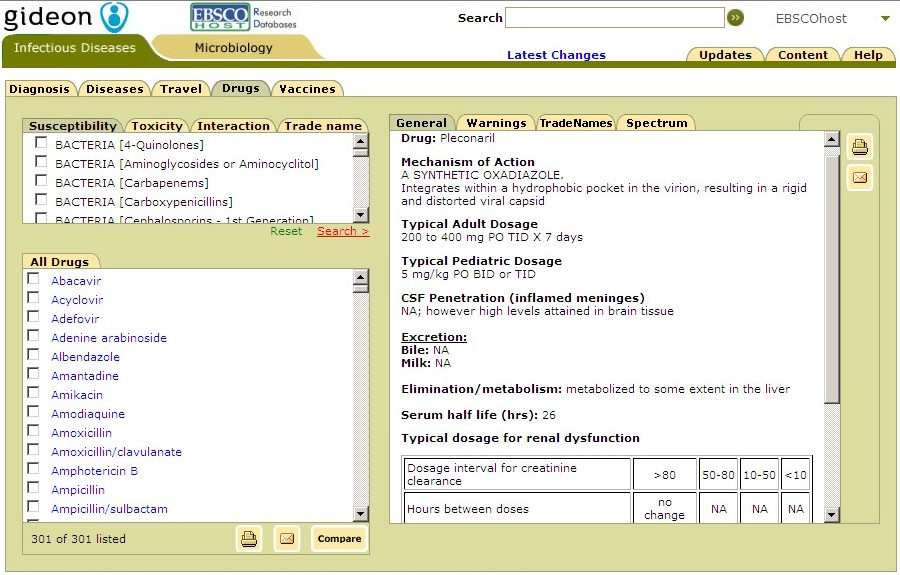 gideon
EBSCO HOST Research Databases
Search
EBSCOhost
Infectious Diseases
Microbiology
Latest Changes
Updates
Content
Help
Diagnosis
Diseases
Travel
Drugs
Vaccines
Susceptibility
Toxicity
Interaction
Trade name
BACTERIA [4-Quinolones]
BACTERIA [Aminoglycosides or Aminocyclitol]
BACTERIA [Carbapenems]
BACTERIA [Carboxypenicillins]
BACTERIA [Cephalosporins - 1st Generation]
Reset
Search >
All Drugs
Abacavir
Acyclovir
Adefovir
Adenine arabinoside
Albendazole
Amantadine
Amikacin
Amodiaquine
Amoxicillin
Amoxicillin/clavulanate
Amphotericin B
Ampicillin
Ampicillin/sulbactam
301 of 301 listed
Compare
General
Warnings
TradeNames
Spectrum
Drug: Pleconaril
Mechanism of Action
A SYNTHETIC OXADIAZOLE.
Integrates within a hydrophobic pocket in the virion, resulting in a rigid
and distorted viral capsid
Typical Adult Dosage
200 to 400 mg PO TID X 7 days
Typical Pediatric Dosage
5 mg/kg PO BID or TID
CSF Penetration (inflamed meninges)
NA; however high levels attained in brain tissue
Excretion:
Bile: NA
Milk: NA
Elimination/metabolism: metabolized to some extent in the liver
Serum half life (hrs): 26
Typical dosage for renal dysfunction
Dosage interval for creatinine
clearance
>80
50-80
10-50
<10
Hours between doses
no
change
NA
NA
NA